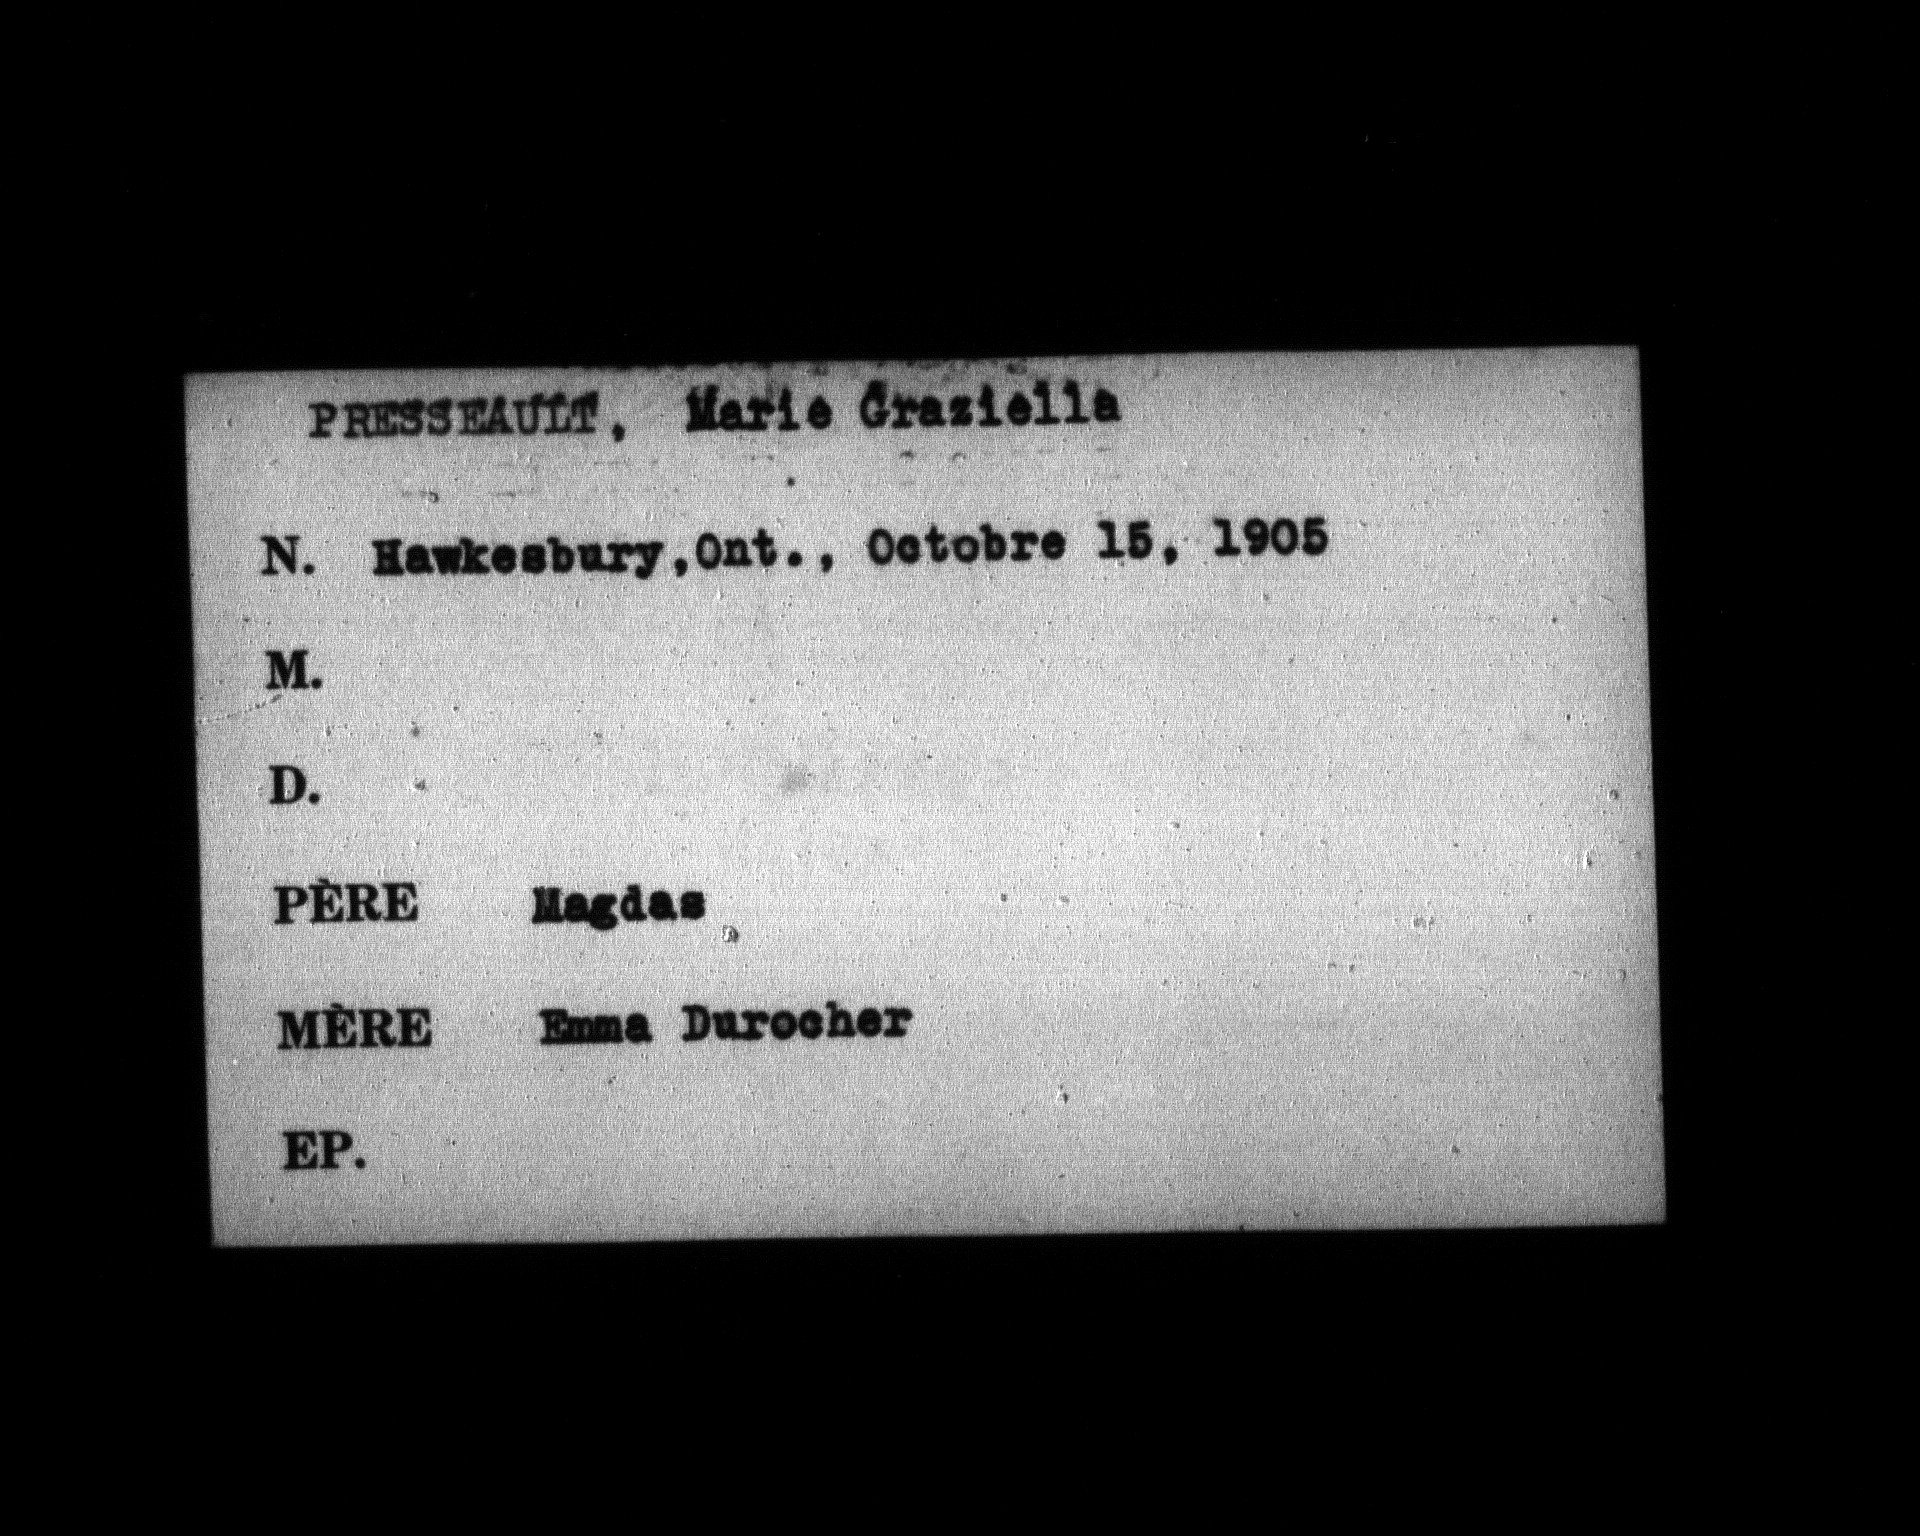 PRESSEAULT, Marie Graziella
N. Hawkesbury,Ont., Octobre 15, 1905
M.
D.
PÈRE Magdas
MÈRE Emma Durocher
EP.